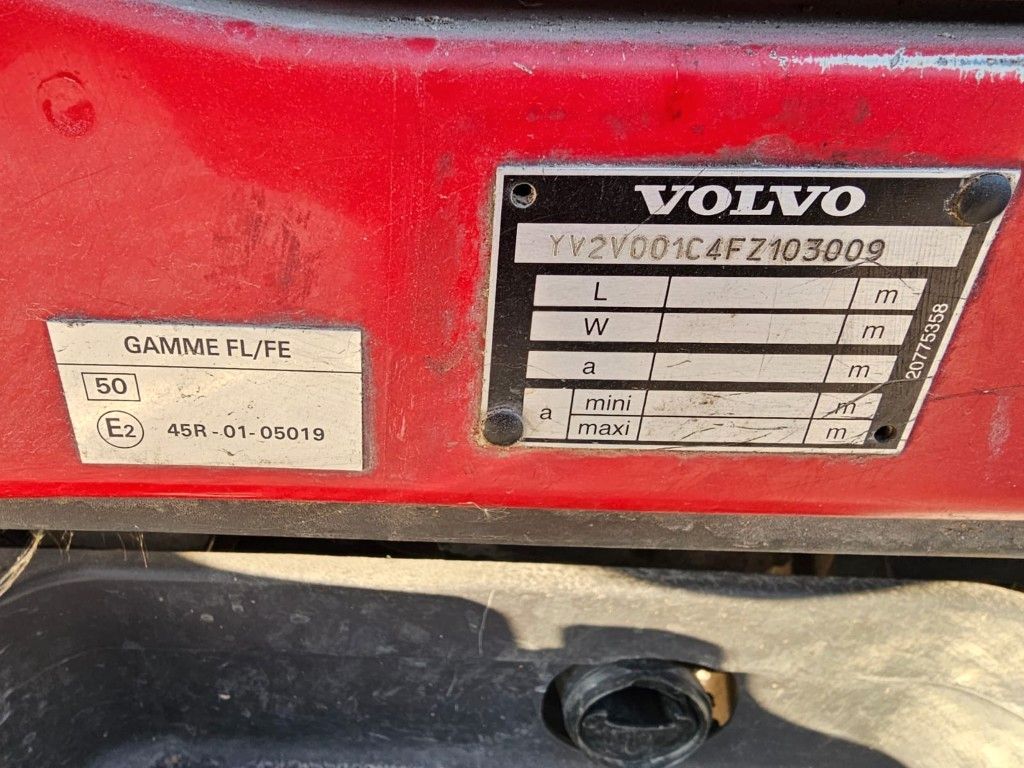 GAMME FL/FE
50
E2 45R-01-05019
VOLVO
YV2V001C4FZ103009
L m
W m
a m
a mini m
maxi m
20775358